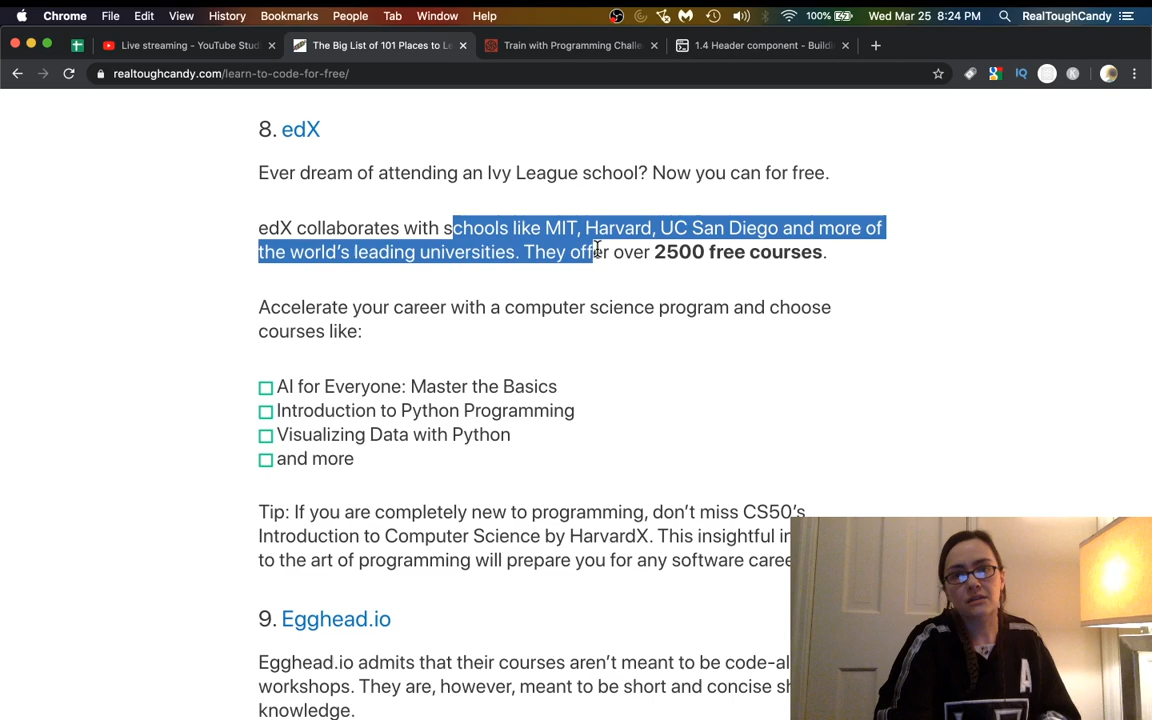 Chrome File Edit View History Bookmarks People Tab Window Help 100% Wed Mar 25 8:24 PM RealToughCandy
Live streaming - YouTube Stud The Big List of 101 Places to Le Train with Programming Challe 1.4 Header component - Buildi
realtoughcandy.com/learn-to-code-for-free/ IQ K
8. edX
Ever dream of attending an Ivy League school? Now you can for free.
edX collaborates with schools like MIT, Harvard, UC San Diego and more of
the world's leading universities. They offer over 2500 free courses.
Accelerate your career with a computer science program and choose
courses like:
AI for Everyone: Master the Basics
Introduction to Python Programming
Visualizing Data with Python
and more
Tip: If you are completely new to programming, don't miss CS50's
Introduction to Computer Science by HarvardX. This insightful in
to the art of programming will prepare you for any software caree
9. Egghead.io
Egghead.io admits that their courses aren't meant to be code-al
workshops. They are, however, meant to be short and concise sh
knowledge.
A